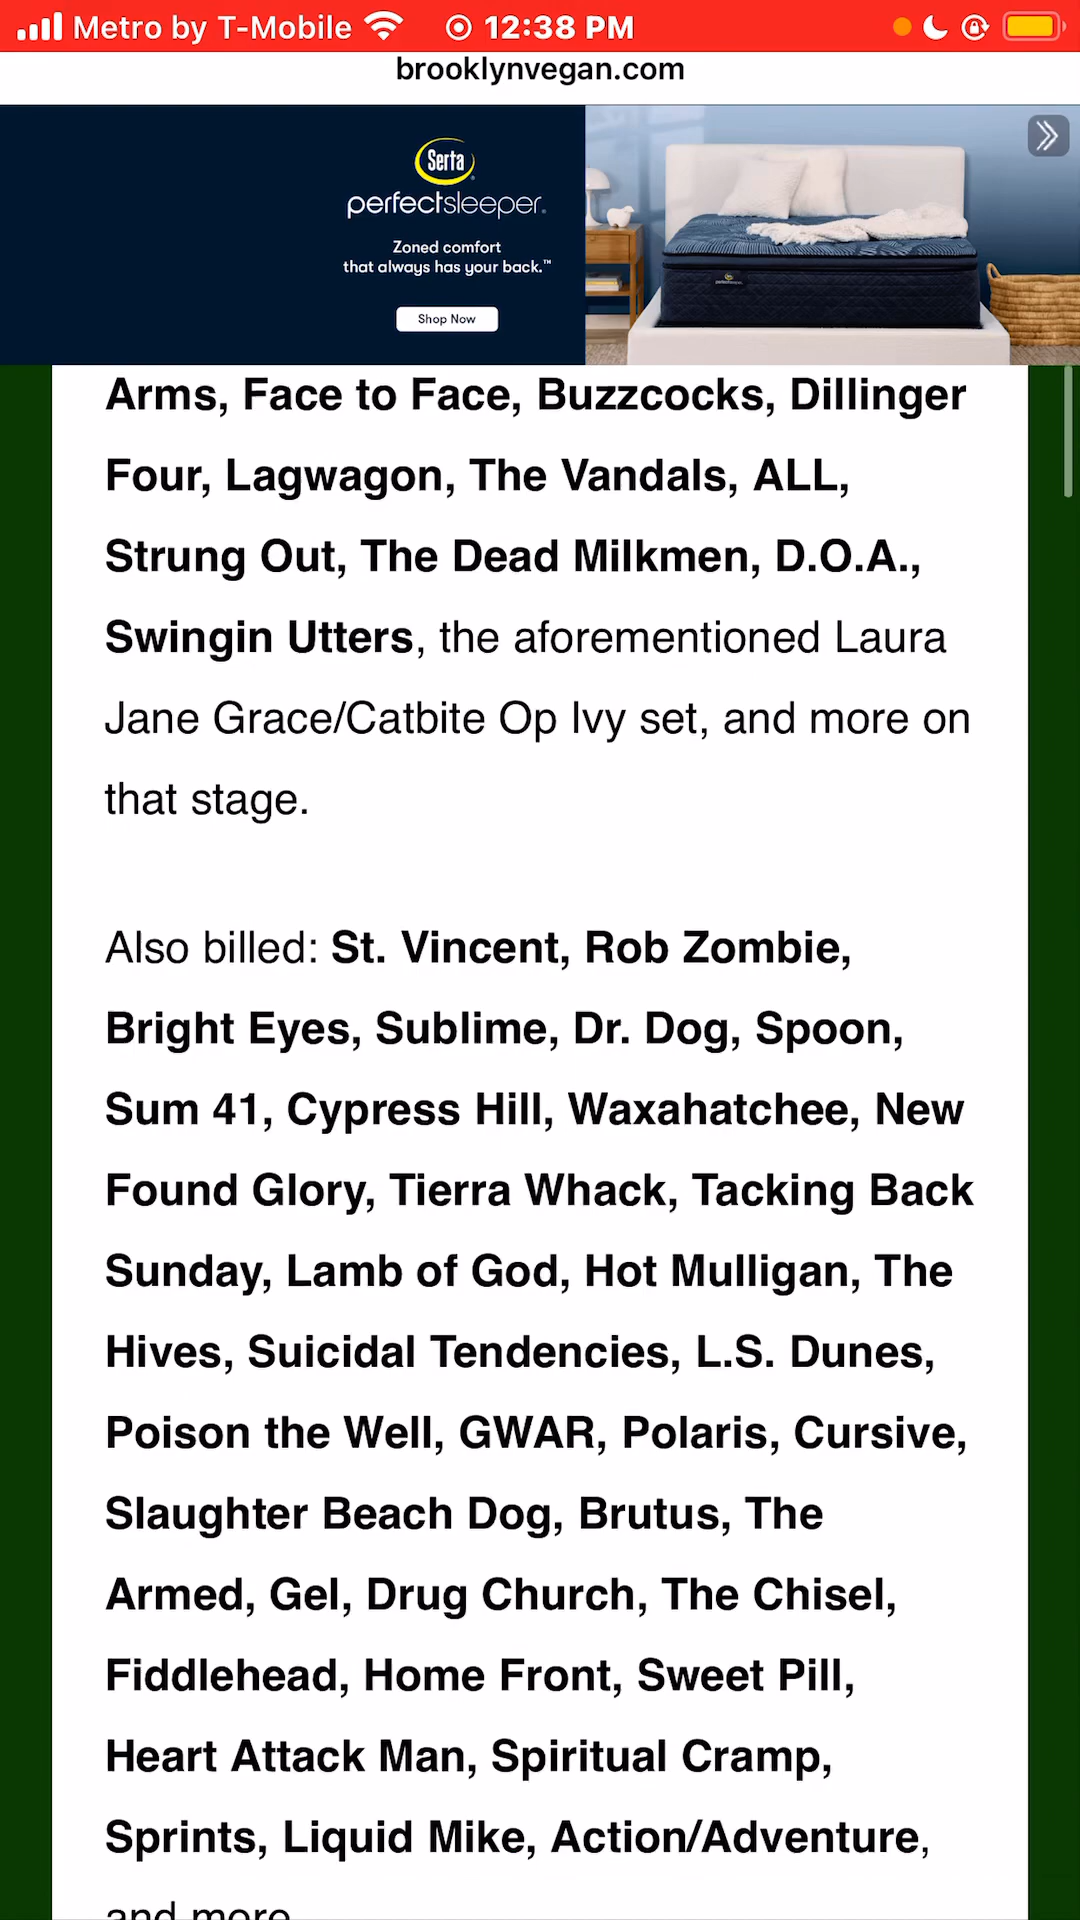 Metro by T-Mobile 12:38 PM
brooklynvegan.com
Serta
perfectsleeper.
Zoned comfort
that always has your back.™
Shop Now
perfectsleeper
Arms, Face to Face, Buzzcocks, Dillinger
Four, Lagwagon, The Vandals, ALL,
Strung Out, The Dead Milkmen, D.O.A.,
Swingin Utters, the aforementioned Laura
Jane Grace/Catbite Op Ivy set, and more on
that stage.
Also billed: St. Vincent, Rob Zombie,
Bright Eyes, Sublime, Dr. Dog, Spoon,
Sum 41, Cypress Hill, Waxahatchee, New
Found Glory, Tierra Whack, Tacking Back
Sunday, Lamb of God, Hot Mulligan, The
Hives, Suicidal Tendencies, L.S. Dunes,
Poison the Well, GWAR, Polaris, Cursive,
Slaughter Beach Dog, Brutus, The
Armed, Gel, Drug Church, The Chisel,
Fiddlehead, Home Front, Sweet Pill,
Heart Attack Man, Spiritual Cramp,
Sprints, Liquid Mike, Action/Adventure,
and more